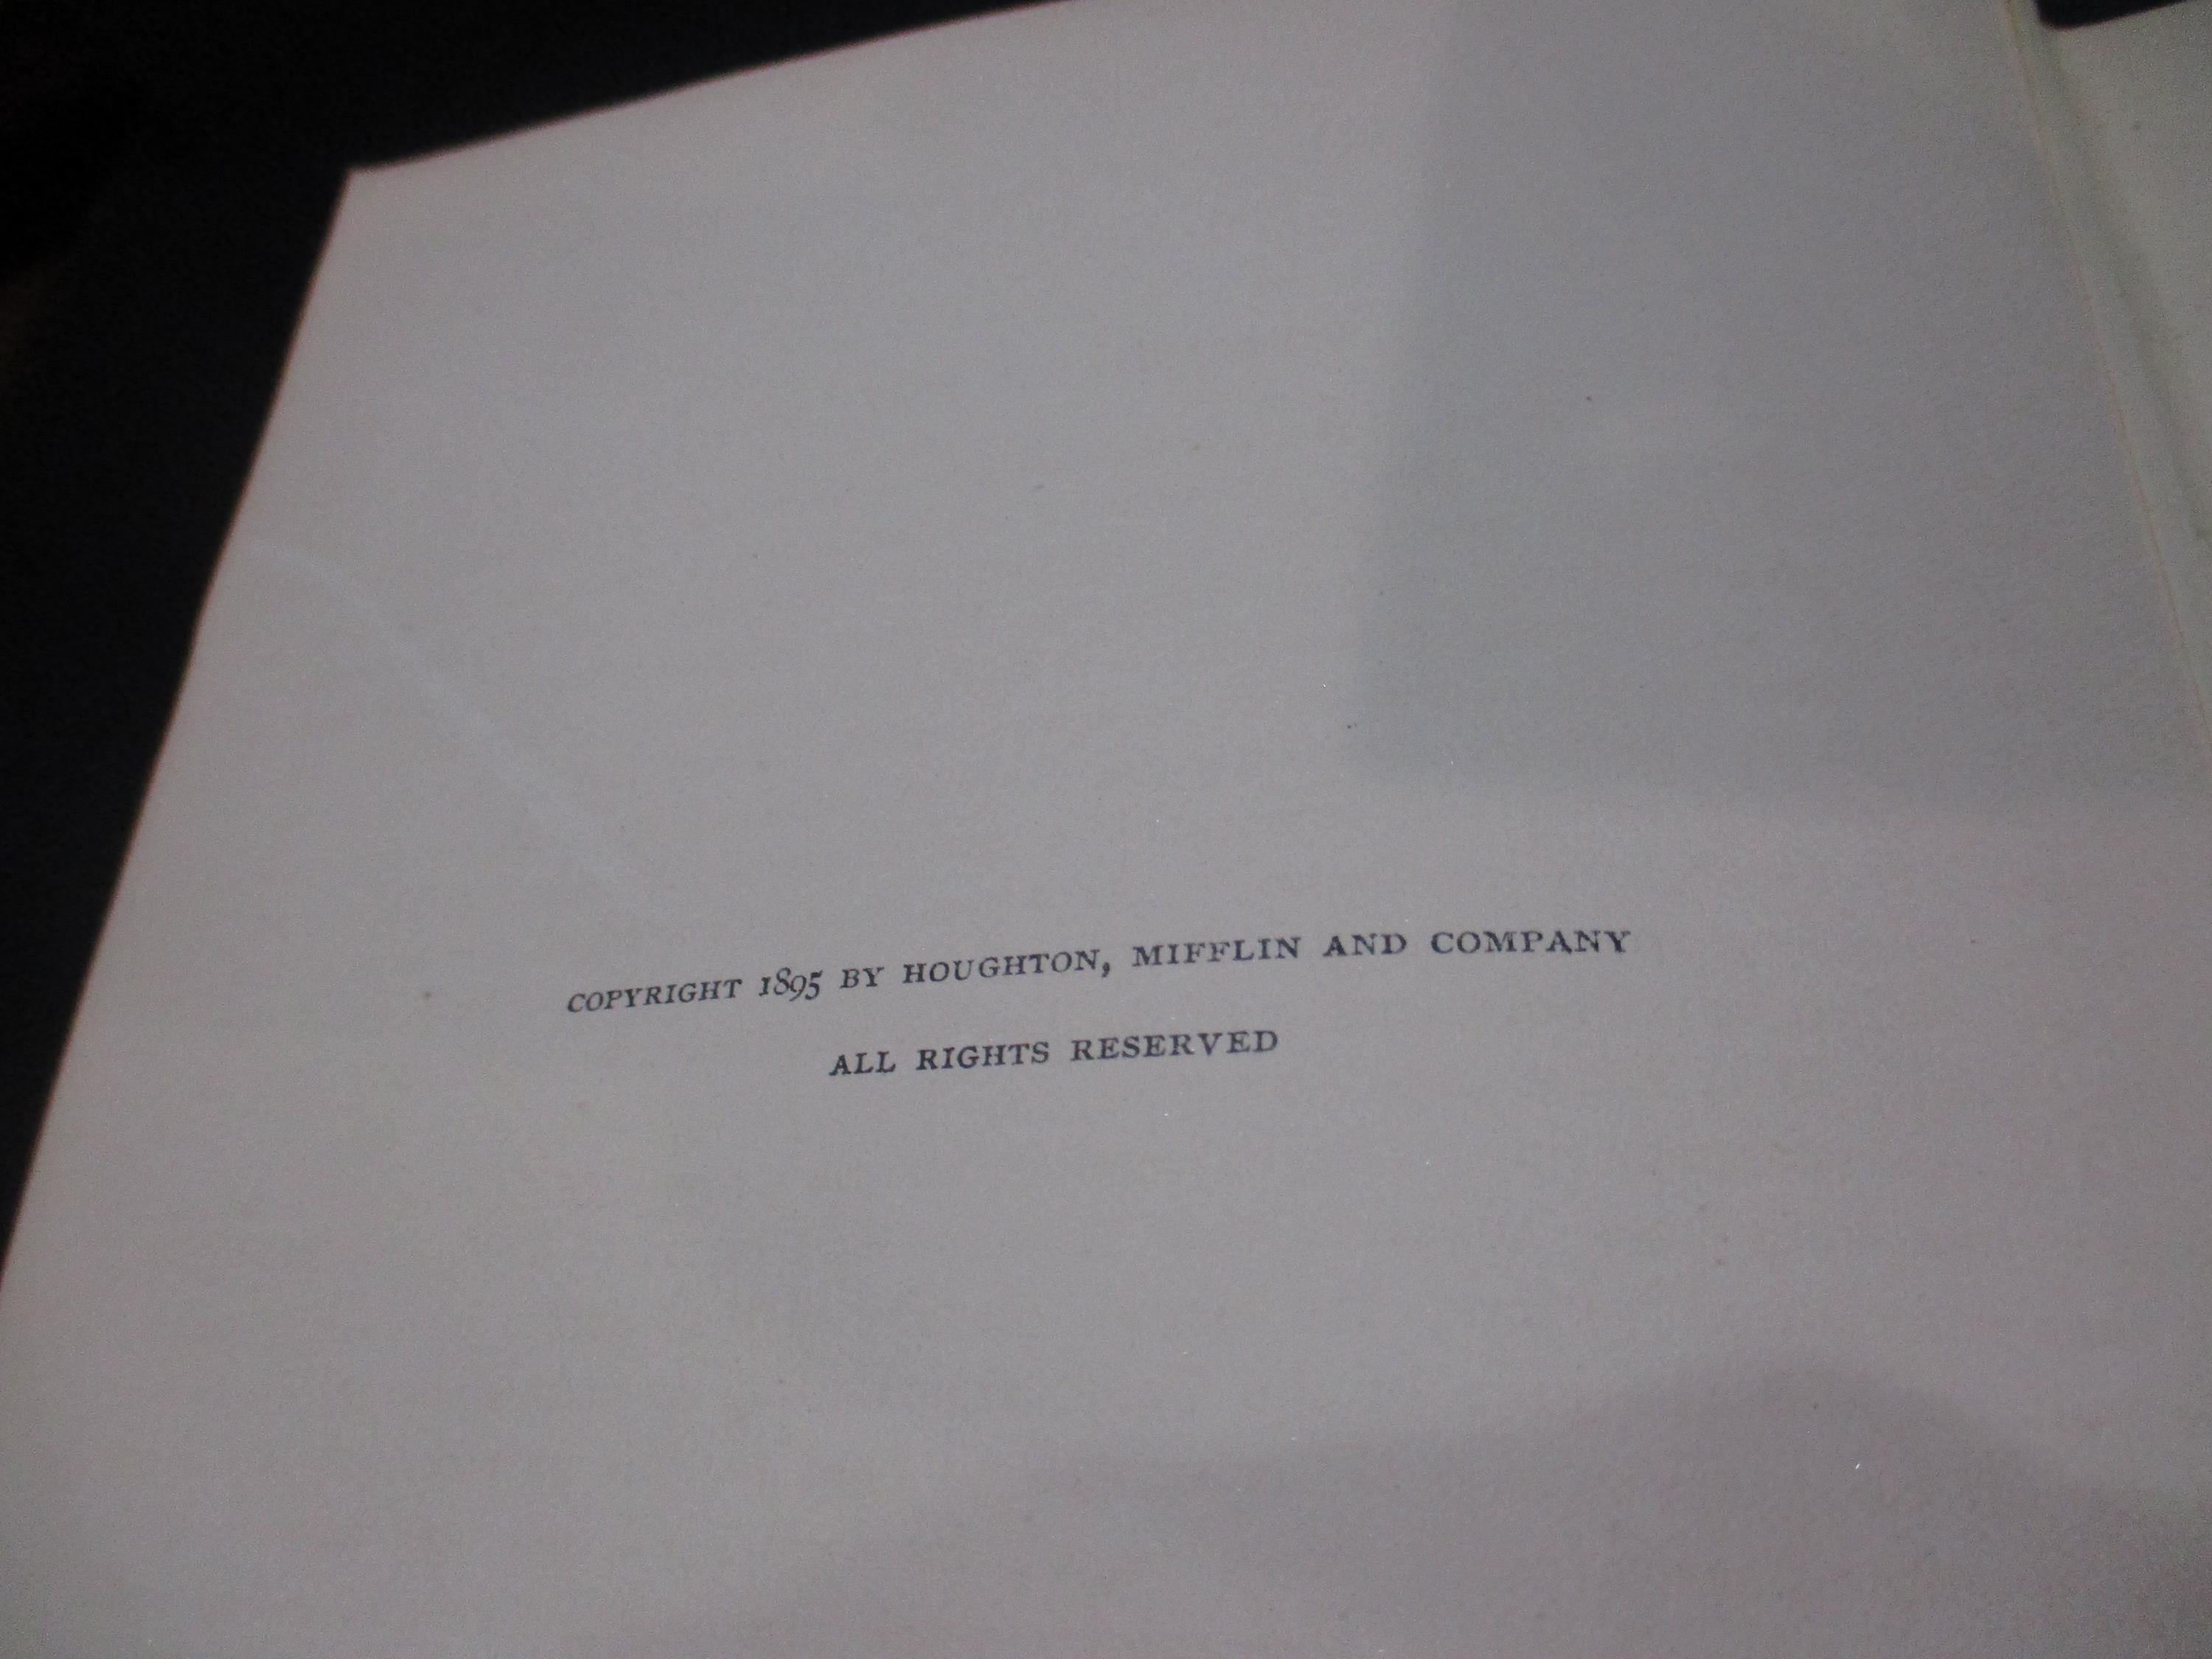 COPYRIGHT 1895 BY HOUGHTON, MIFFLIN AND COMPANY
ALL RIGHTS RESERVED